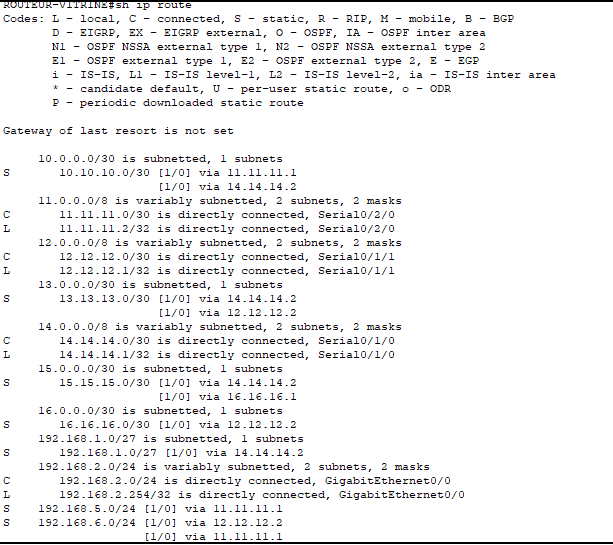 ROUTEUR-VITRINE#sh ip route
Codes: L - local, C - connected, S - static, R - RIP, M - mobile, B - BGP
       D - EIGRP, EX - EIGRP external, O - OSPF, IA - OSPF inter area
       N1 - OSPF NSSA external type 1, N2 - OSPF NSSA external type 2
       E1 - OSPF external type 1, E2 - OSPF external type 2, E - EGP
       i - IS-IS, L1 - IS-IS level-1, L2 - IS-IS level-2, ia - IS-IS inter area
       * - candidate default, U - per-user static route, o - ODR
       P - periodic downloaded static route

Gateway of last resort is not set

     10.0.0.0/30 is subnetted, 1 subnets
S       10.10.10.0/30 [1/0] via 11.11.11.1
                      [1/0] via 14.14.14.2
     11.0.0.0/8 is variably subnetted, 2 subnets, 2 masks
C       11.11.11.0/30 is directly connected, Serial0/2/0
L       11.11.11.2/32 is directly connected, Serial0/2/0
     12.0.0.0/8 is variably subnetted, 2 subnets, 2 masks
C       12.12.12.0/30 is directly connected, Serial0/1/1
L       12.12.12.1/32 is directly connected, Serial0/1/1
     13.0.0.0/30 is subnetted, 1 subnets
S       13.13.13.0/30 [1/0] via 14.14.14.2
                      [1/0] via 12.12.12.2
     14.0.0.0/8 is variably subnetted, 2 subnets, 2 masks
C       14.14.14.0/30 is directly connected, Serial0/1/0
L       14.14.14.1/32 is directly connected, Serial0/1/0
     15.0.0.0/30 is subnetted, 1 subnets
S       15.15.15.0/30 [1/0] via 14.14.14.2
                      [1/0] via 16.16.16.1
     16.0.0.0/30 is subnetted, 1 subnets
S       16.16.16.0/30 [1/0] via 12.12.12.2
     192.168.1.0/27 is subnetted, 1 subnets
S       192.168.1.0/27 [1/0] via 14.14.14.2
     192.168.2.0/24 is variably subnetted, 2 subnets, 2 masks
C       192.168.2.0/24 is directly connected, GigabitEthernet0/0
L       192.168.2.254/32 is directly connected, GigabitEthernet0/0
S    192.168.5.0/24 [1/0] via 11.11.11.1
S    192.168.6.0/24 [1/0] via 12.12.12.2
                    [1/0] via 11.11.11.1